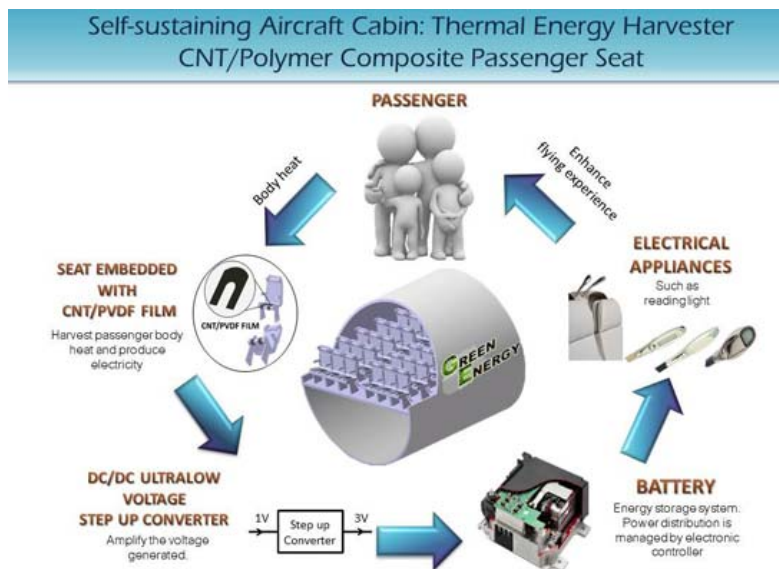 Self-sustaining Aircraft Cabin: Thermal Energy Harvester
CNT/Polymer Composite Passenger Seat
PASSENGER
Body heat
Enhance
flying experience
SEAT EMBEDDED
WITH
CNT/PVDF FILM
Harvest passenger body
heat and produce
electricity
CNT/PVDF FILM
GREEN
ENERGY
ELECTRICAL
APPLIANCES
Such as
reading light
DC/DC ULTRALOW
VOLTAGE
STEP UP CONVERTER
Amplify the voltage
generated.
1V
Step up
Converter
3V
BATTERY
Energy storage system.
Power distribution is
managed by electronic
controller